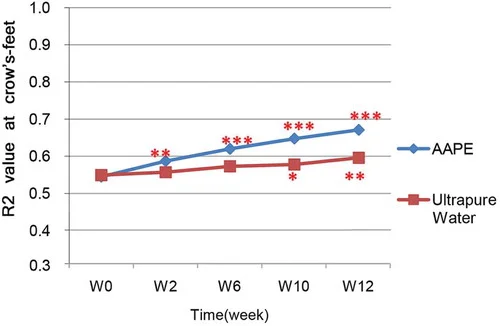 1.0
0.9
0.8
0.7
0.6
0.5
0.4
0.3
R2 value at crow's-feet
** *** *** ***
* **
W0 W2 W6 W10 W12
Time(week)
AAPE
Ultrapure
Water